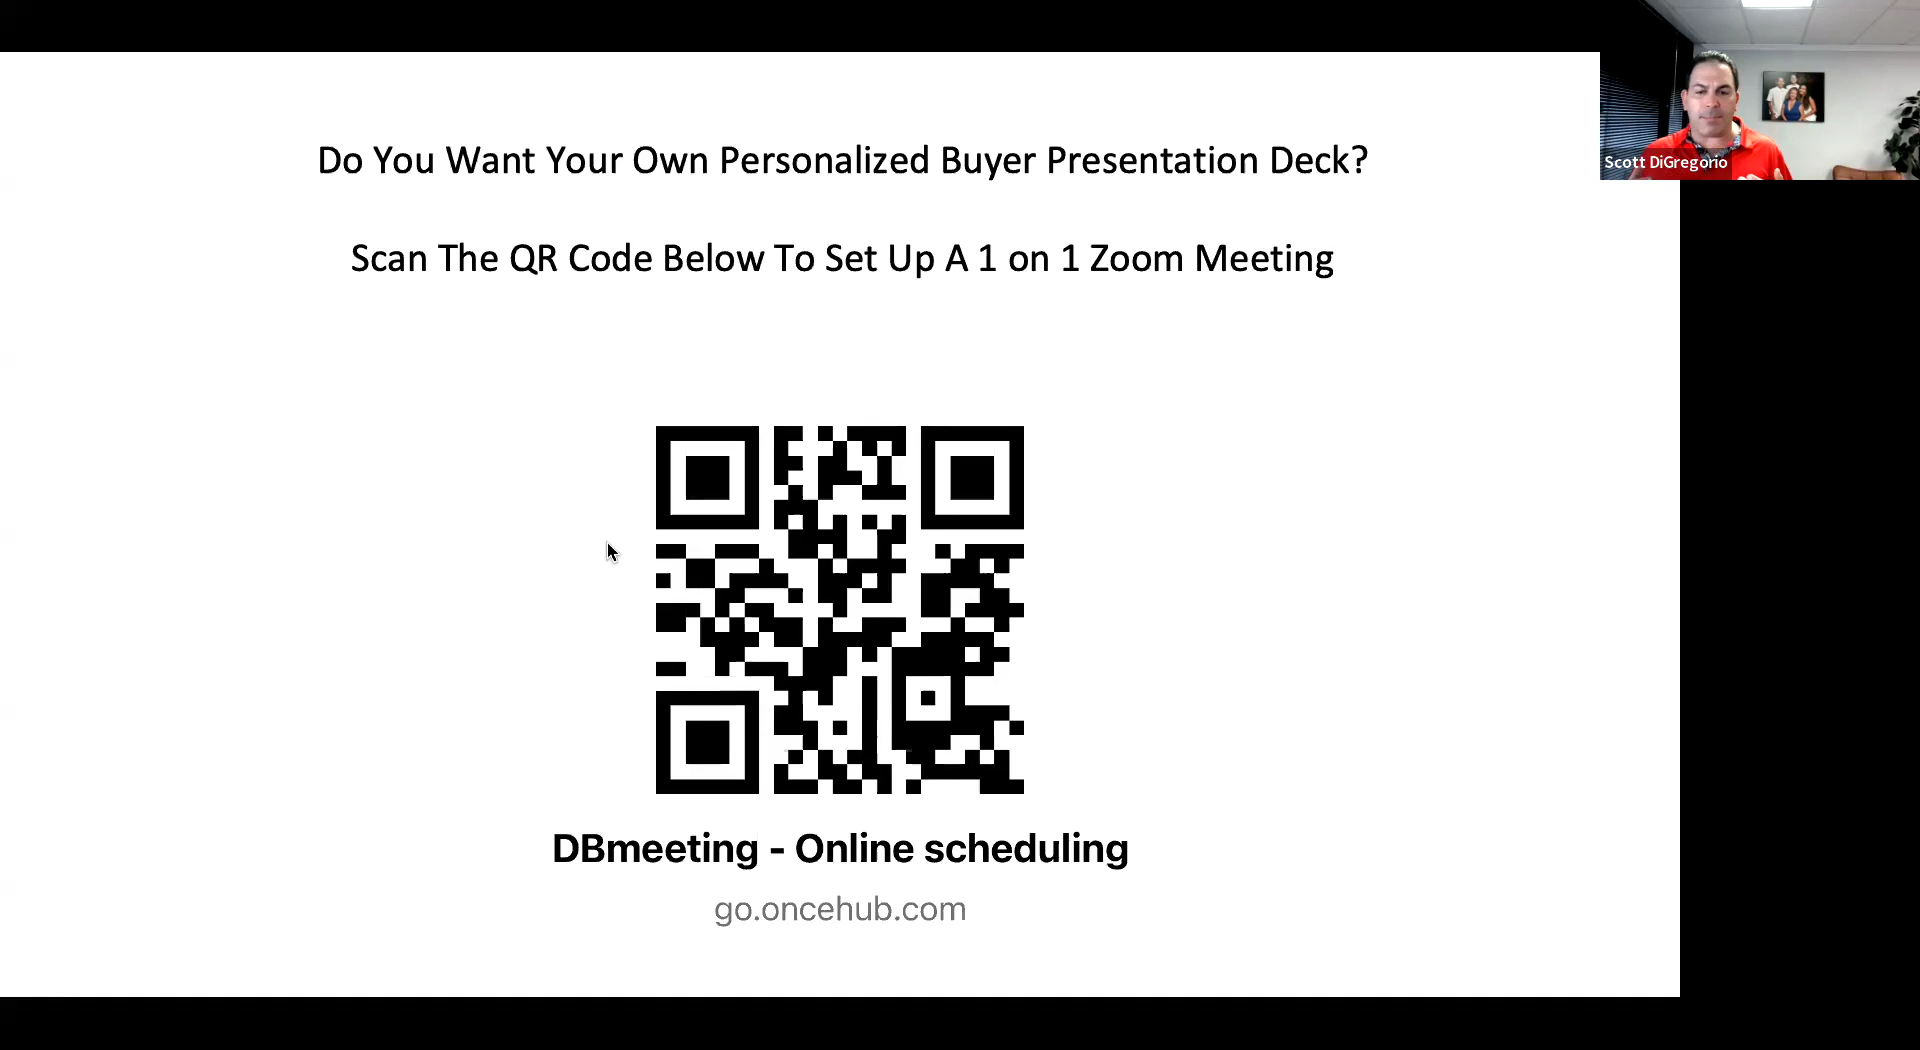 Do You Want Your Own Personalized Buyer Presentation Deck?
Scan The QR Code Below To Set Up A 1 on 1 Zoom Meeting
Scott DiGregorio
DBmeeting - Online scheduling
go.oncehub.com